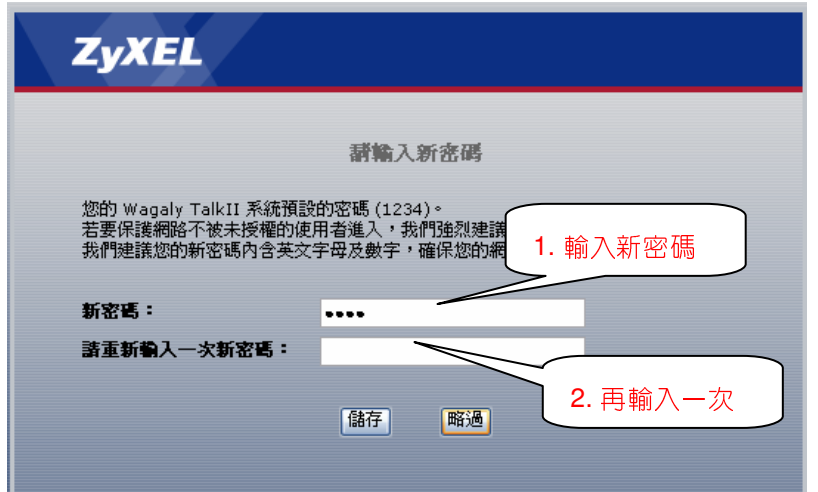 ZyXEL
請輸入新密碼
您的 Wagaly TalkII 系統預設的密碼 (1234)。
若要保護網路不被未授權的使用者進入，我們強烈建議
我們建議您的新密碼內含英文字母及數字，確保您的網
1. 輸入新密碼
新密碼：
請重新輸入一次新密碼：
2. 再輸入一次
儲存 略過